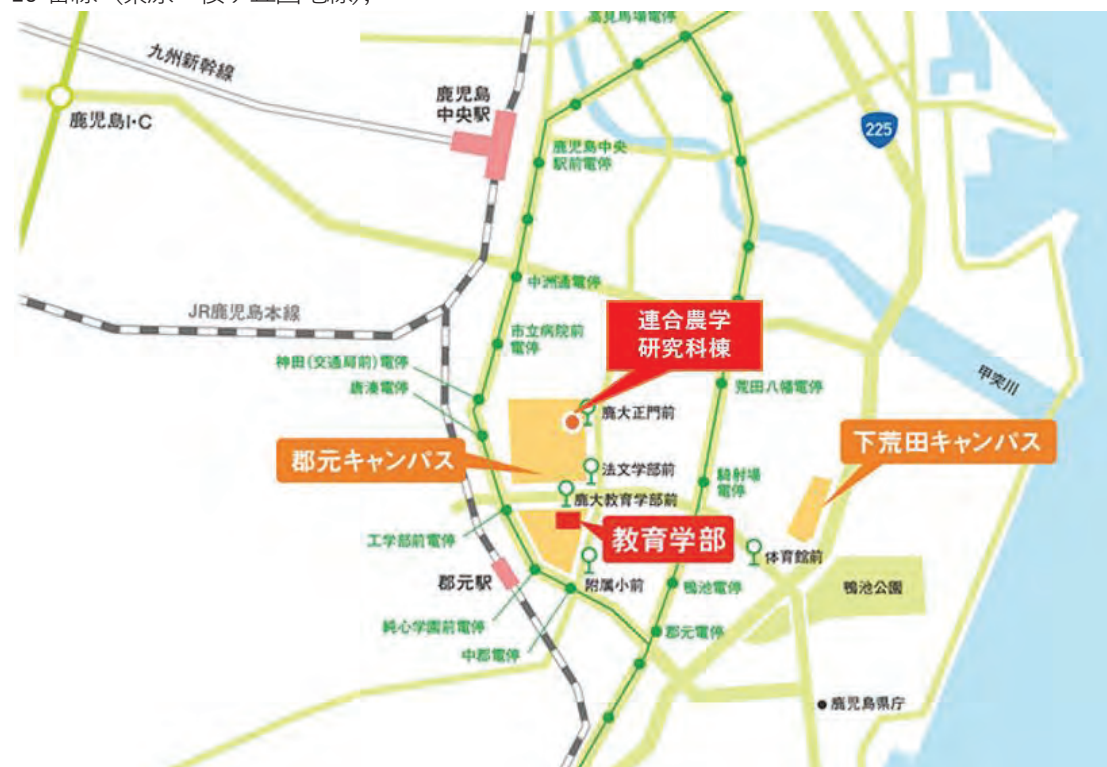 高見馬場電停
九州新幹線
鹿児島
中央駅
鹿児島I・C
225
鹿児島中央
駅前電停
中洲通電停
JR鹿児島本線
連合農学
研究科棟
市立病院前
電停
神田(交通局前)電停
甲突川
唐湊電停
荒田八幡電停
鹿大正門前
下荒田キャンパス
郡元キャンパス
法文学部前
騎射場
電停
鹿大教育学部前
工学部前電停
教育学部
体育館前
郡元駅
附属小前
鴨池電停
鴨池公園
純心学園前電停
郡元電停
中郡電停
鹿児島県庁